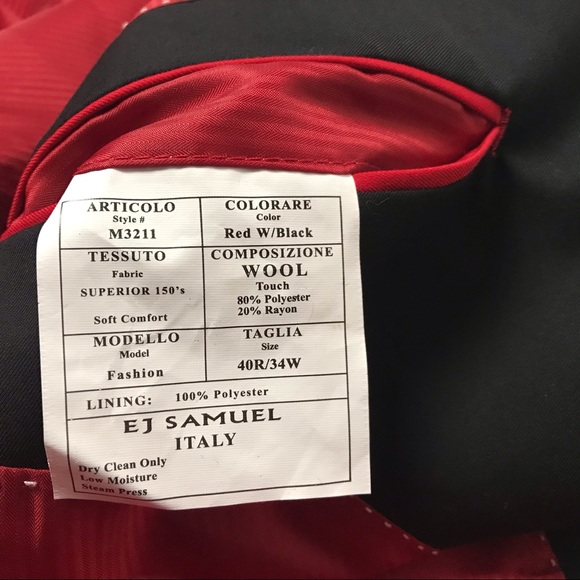 ARTICOLO
Style #
M3211
COLORARE
Color
Red W/Black
TESSUTO
Fabric
SUPERIOR 150's
Soft Comfort
COMPOSIZIONE
WOOL
Touch
80% Polyester
20% Rayon
MODELLO
Model
Fashion
TAGLIA
Size
40R/34W
LINING: 100% Polyester
EJ SAMUEL
ITALY
Dry Clean Only
Low Moisture
Steam Press